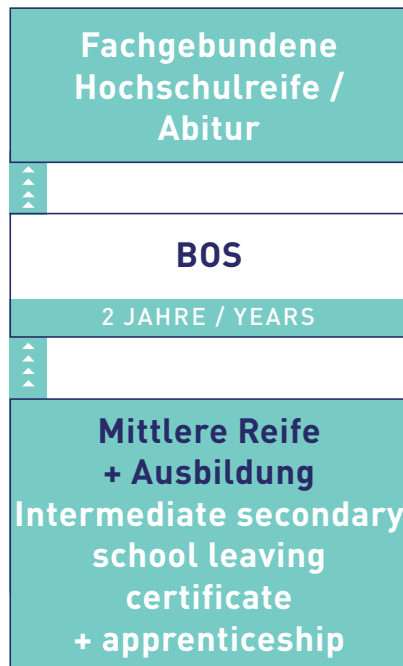 Fachgebundene
Hochschulreife /
Abitur
BOS
2 JAHRE / YEARS
Mittlere Reife
+ Ausbildung
Intermediate secondary
school leaving
certificate
+ apprenticeship